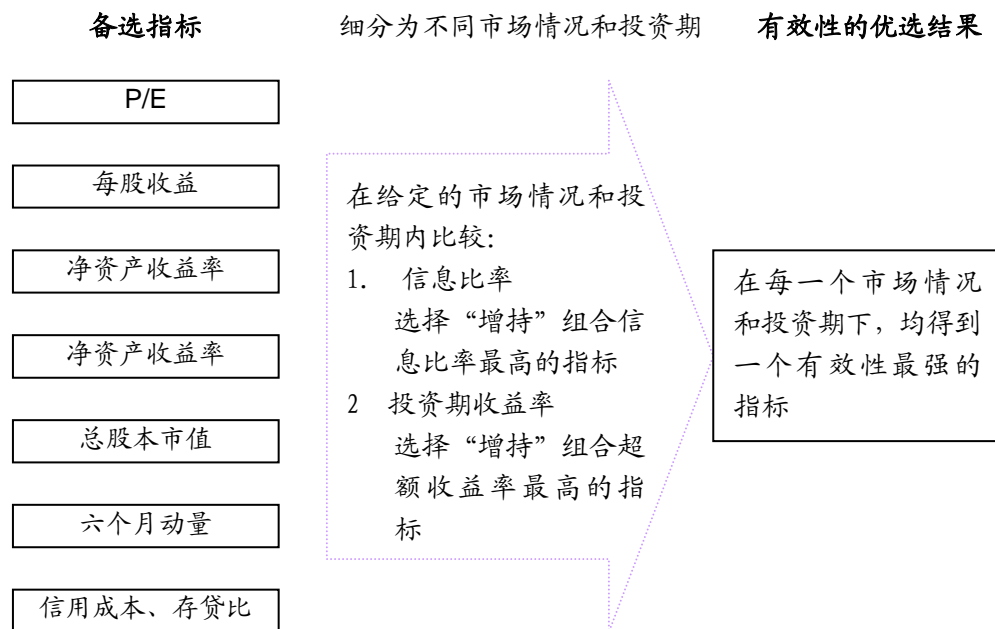 备选指标
细分为不同市场情况和投资期
有效性的优选结果
P/E
每股收益
净资产收益率
净资产收益率
总股本市值
六个月动量
信用成本、存贷比
在给定的市场情况和投
资期内比较：
1. 信息比率
选择“增持”组合信
息比率最高的指标
2 投资期收益率
选择“增持”组合超
额收益率最高的指
标
在每一个市场情况
和投资期下，均得到
一个有效性最强的
指标